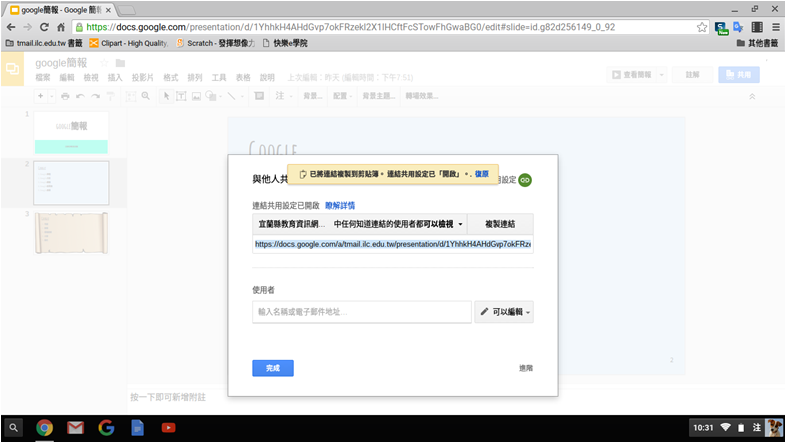 google簡報 - Google 簡報
https://docs.google.com/presentation/d/1YhhkH4AHdGvp7okFRzekl2X1IHCftFcSTowFhGwaBG0/edit#slide=id.g82d256149_0_92
tmail.ilc.edu.tw 書籤
Clipart - High Quality,
Scratch - 發揮想像力
快樂e學院
其他書籤
google簡報
檔案 編輯 檢視 插入 投影片 格式 排列 工具 表格 說明 上次編輯：昨天 (編輯時間：下午7:51)
查看簡報
註解
共用
注
背景...
配置
背景主題...
轉場效果...
1
2
3
GOOGLE簡報
GOOGLE
與他人共
已將連結複製到剪貼簿。連結共用設定已「開啟」。. 復原
用設定
OD
連結共用設定已開啟 瞭解詳情
宜蘭縣教育資訊網... 中任何知道連結的使用者都可以檢視
複製連結
https://docs.google.com/a/tmail.ilc.edu.tw/presentation/d/1YhhkH4AHdGvp7okFRze
使用者
輸入名稱或電子郵件地址...
可以編輯
完成
進階
2
按一下即可新增附註
10:31
注